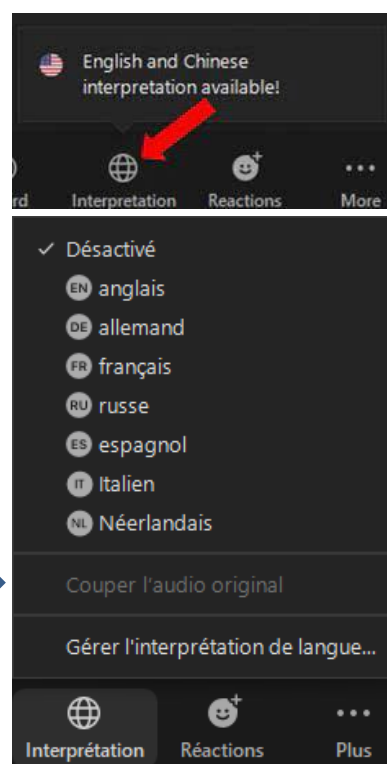 English and Chinese
interpretation available!
rd Interpretation Reactions More
✓ Désactivé
EN anglais
DE allemand
FR français
RU russe
ES espagnol
IT Italien
NL Néerlandais
Couper l'audio original
Gérer l'interprétation de langue...
Interprétation Réactions Plus